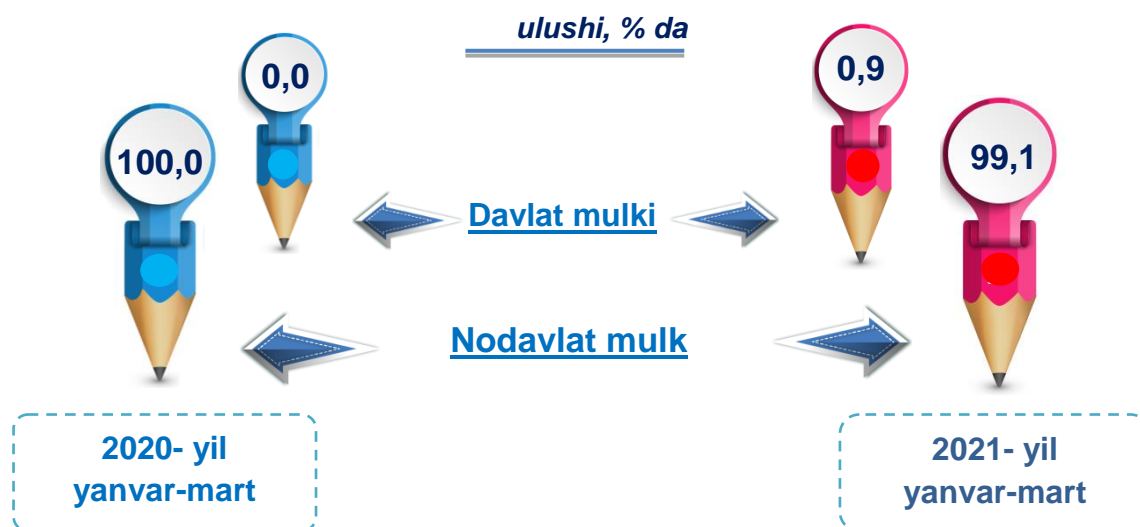 ulushi, % da
0,0
0,9
100,0
99,1
Davlat mulki
Nodavlat mulk
2020- yil
yanvar-mart
2021- yil
yanvar-mart